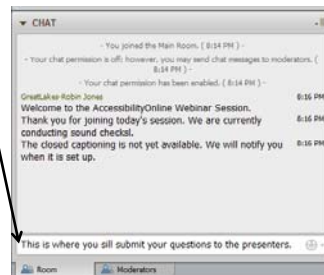 CHAT
- You joined the Main Room. ( 8:14 PM ) -
- Your chat permission is off; however, you may send chat messages to moderators. (
8:14 PM ) -
- Your chat permission has been enabled. ( 8:14 PM ) -
GreatLakes-Robin Jones 8:16 PM
Welcome to the AccessibilityOnline Webinar Session.
Thank you for joining today's session. We are currently 8:16 PM
conducting sound checksl.
The closed captioning is not yet available. We will notify you 8:16 PM
when it is set up.
This is where you sill submit your questions to the presenters.
Room Moderators